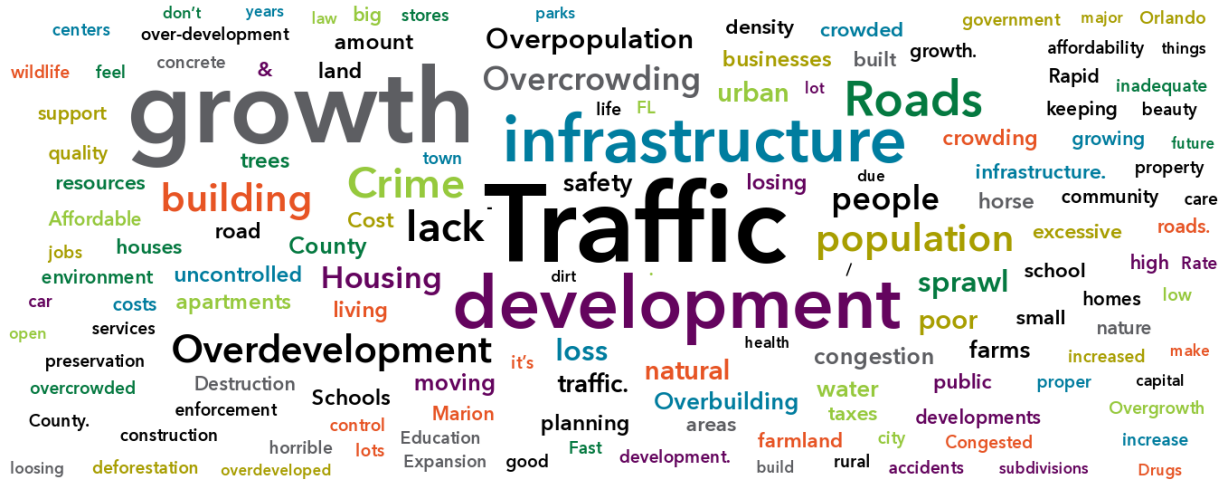 don't
years
law
big
stores
parks
government
major
Orlando
centers
over-development
amount
Overpopulation
density
crowded
growth.
affordability
things
wildlife
feel
concrete
&
land
Overcrowding
businesses
built
Rapid
inadequate
growth
life
FL
urban
lot
Roads
keeping
beauty
support
infrastructure
crowding
growing
future
quality
trees
town
resources
building
Crime
safety
losing
due
people
infrastructure.
property
horse
community
care
Affordable
road
Cost
lack
-
Traffic
population
excessive
roads.
jobs
houses
County
environment
uncontrolled
Housing
dirt
.
/
sprawl
school
high
Rate
car
costs
apartments
living
development
homes
low
open
services
poor
small
nature
preservation
Overdevelopment
it's
loss
health
congestion
farms
increased
make
overcrowded
Destruction
Schools
moving
traffic.
natural
water
public
proper
capital
County.
enforcement
control
Marion
planning
Overbuilding
areas
taxes
developments
Overgrowth
construction
horrible
lots
Education
Expansion
good
Fast
development.
farmland
city
Congested
increase
loosing
deforestation
overdeveloped
build
rural
accidents
subdivisions
Drugs